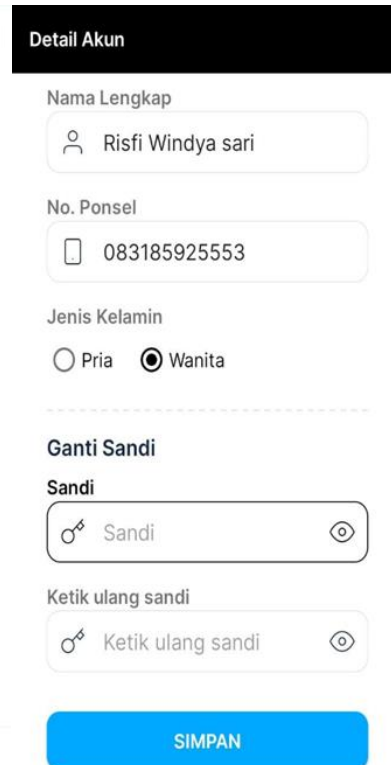 Detail Akun
Nama Lengkap
Risfi Windya sari
No. Ponsel
083185925553
Jenis Kelamin
Pria Wanita
Ganti Sandi
Sandi
Sandi
Ketik ulang sandi
Ketik ulang sandi
SIMPAN